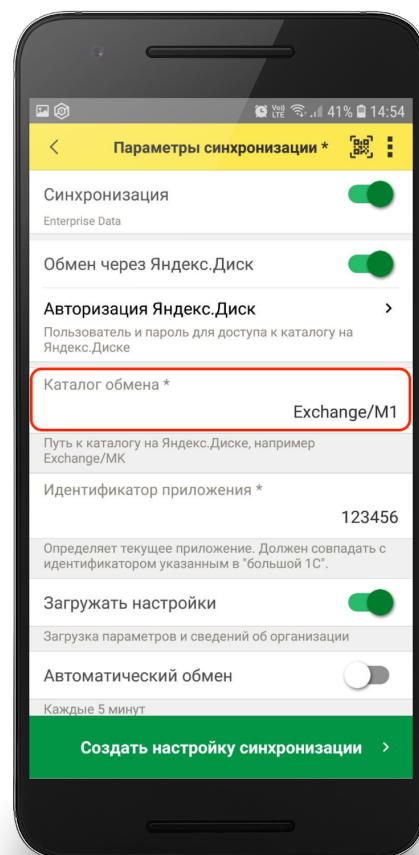 Vo)) LTE 41% 14:54
Параметры синхронизации *
Синхронизация
Enterprise Data
Обмен через Яндекс.Диск
Авторизация Яндекс.Диск
Пользователь и пароль для доступа к каталогу на
Яндекс.Диске
Каталог обмена *
Exchange/M1
Путь к каталогу на Яндекс.Диске, например
Exchange/MK
Идентификатор приложения *
123456
Определяет текущее приложение. Должен совпадать с
идентификатором указанным в "большой 1С".
Загружать настройки
Загрузка параметров и сведений об организации
Автоматический обмен
Каждые 5 минут
Создать настройку синхронизации